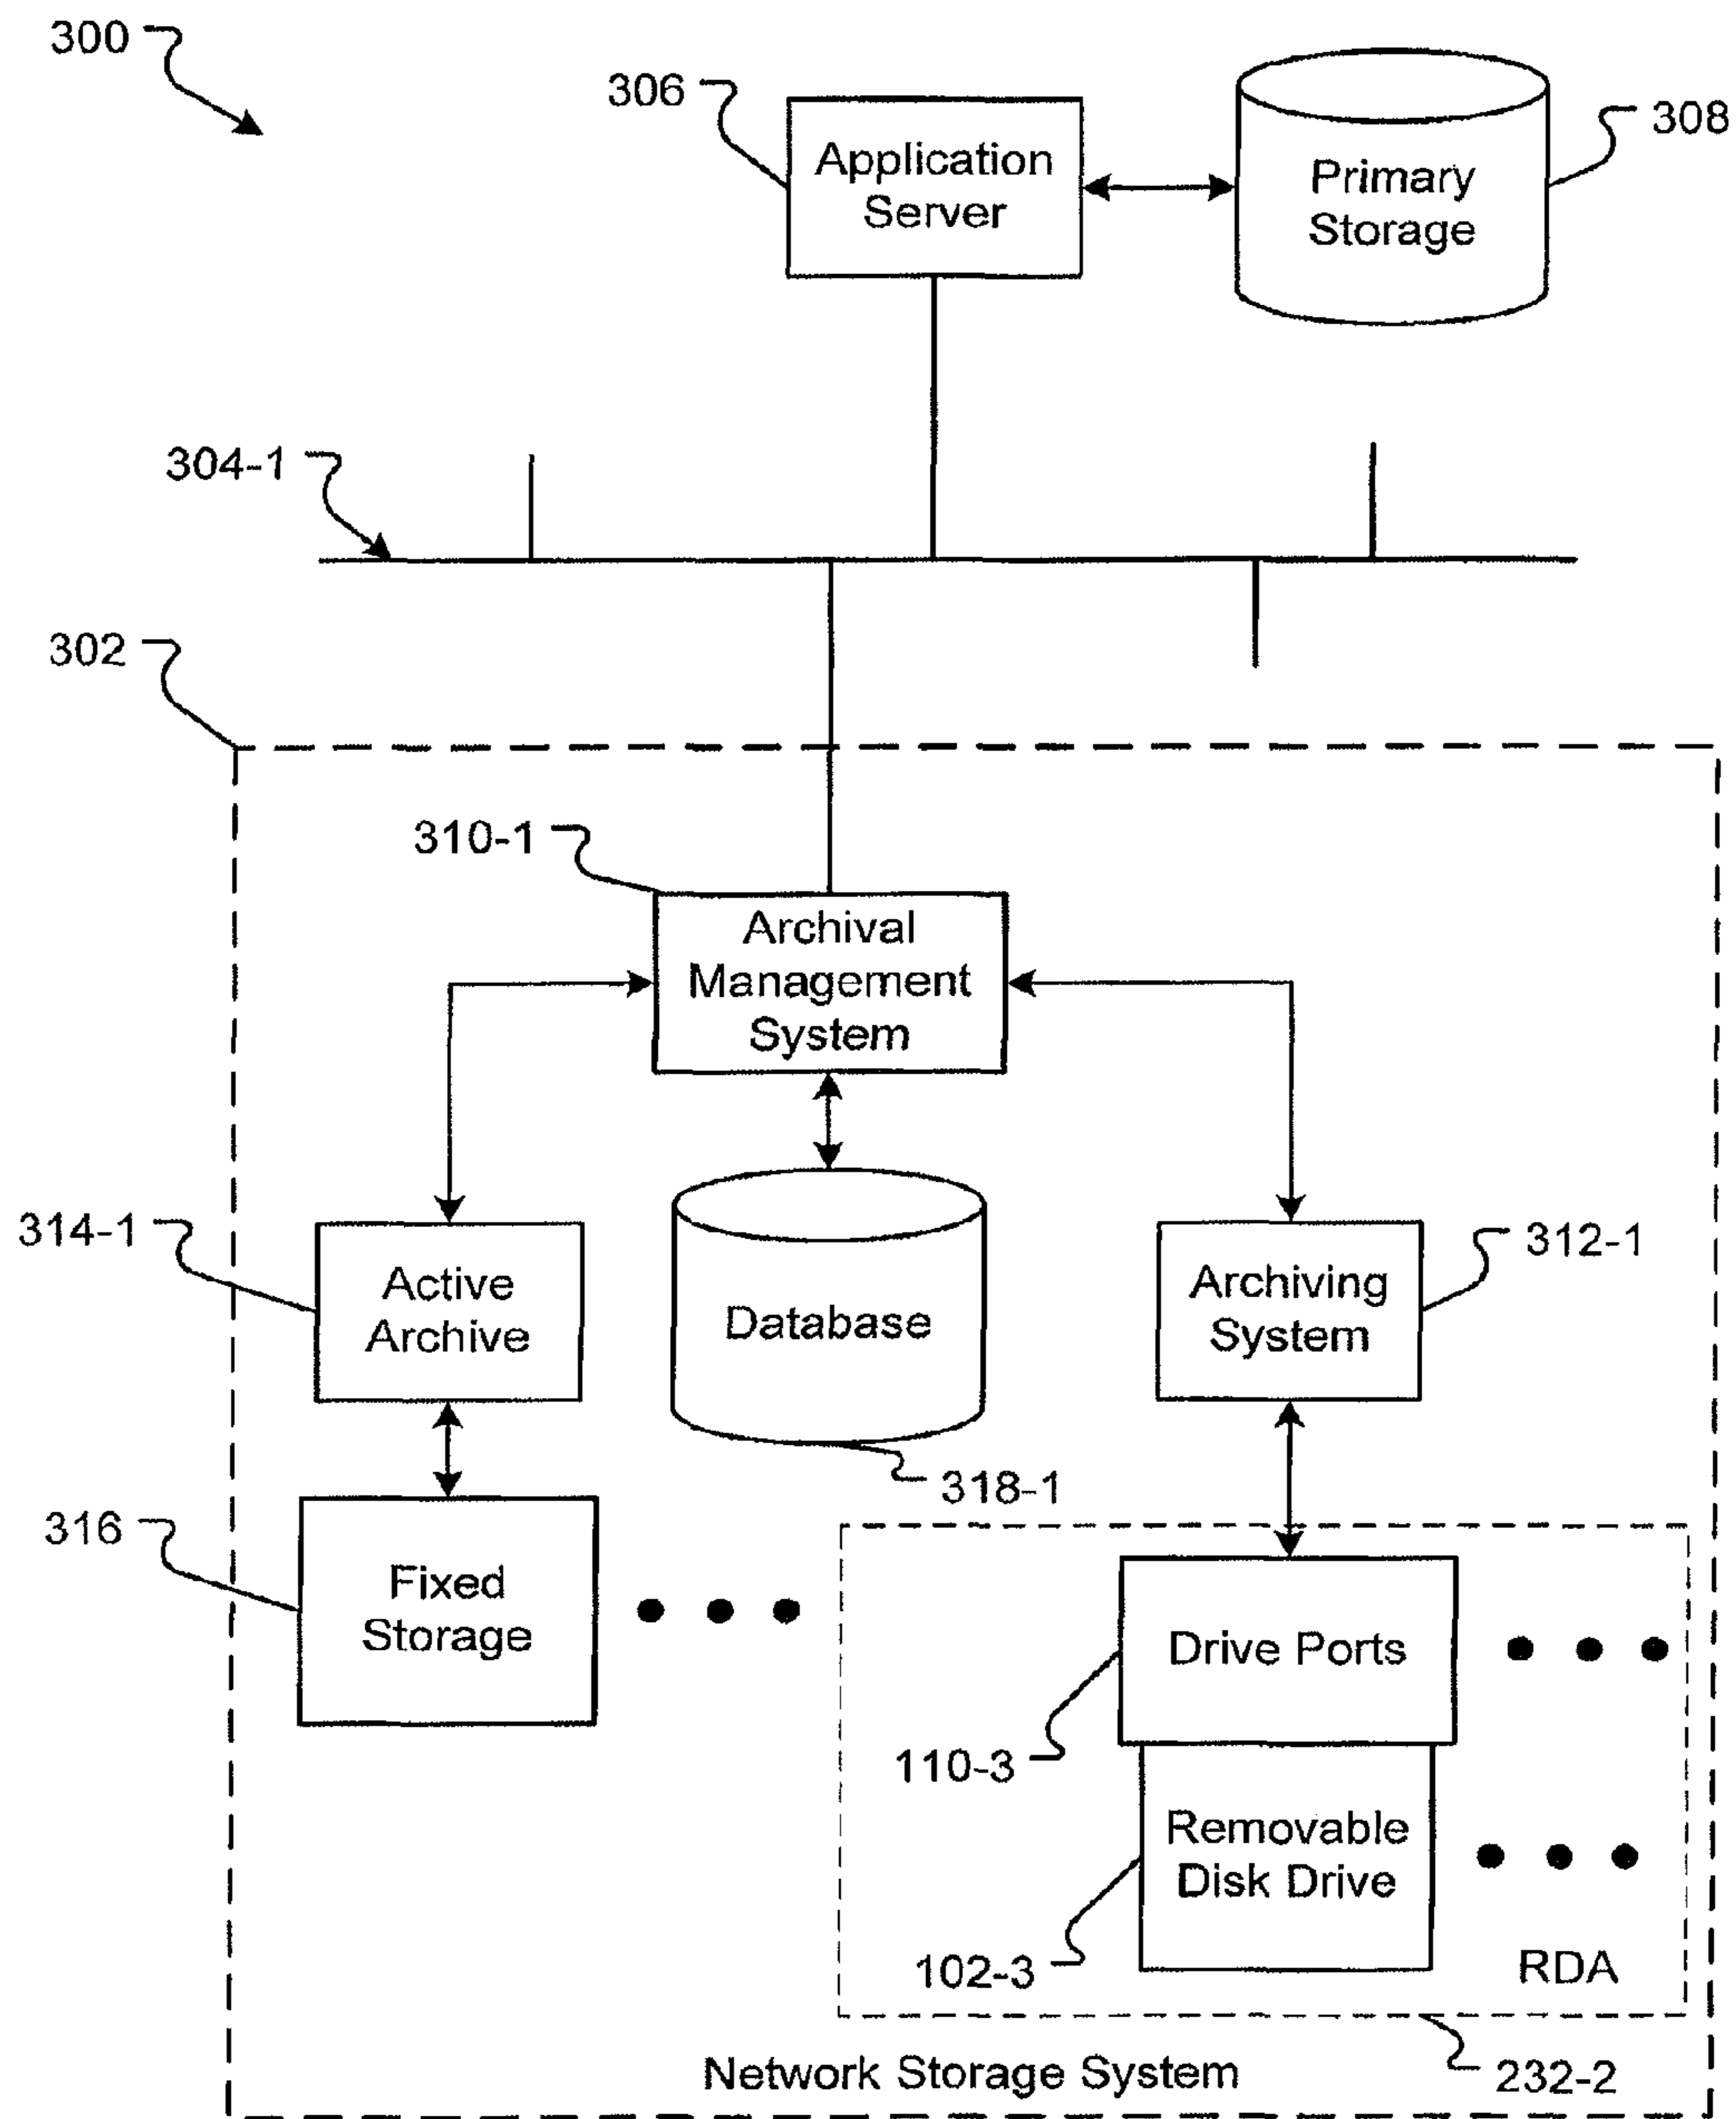 300
306
Application
Server
308
Primary
Storage
304-1
302
310-1
Archival
Management
System
314-1
Active
Archive
Database
312-1
Archiving
System
318-1
316
Fixed
Storage
Drive Ports
110-3
Removable
Disk Drive
102-3
RDA
Network Storage System
232-2